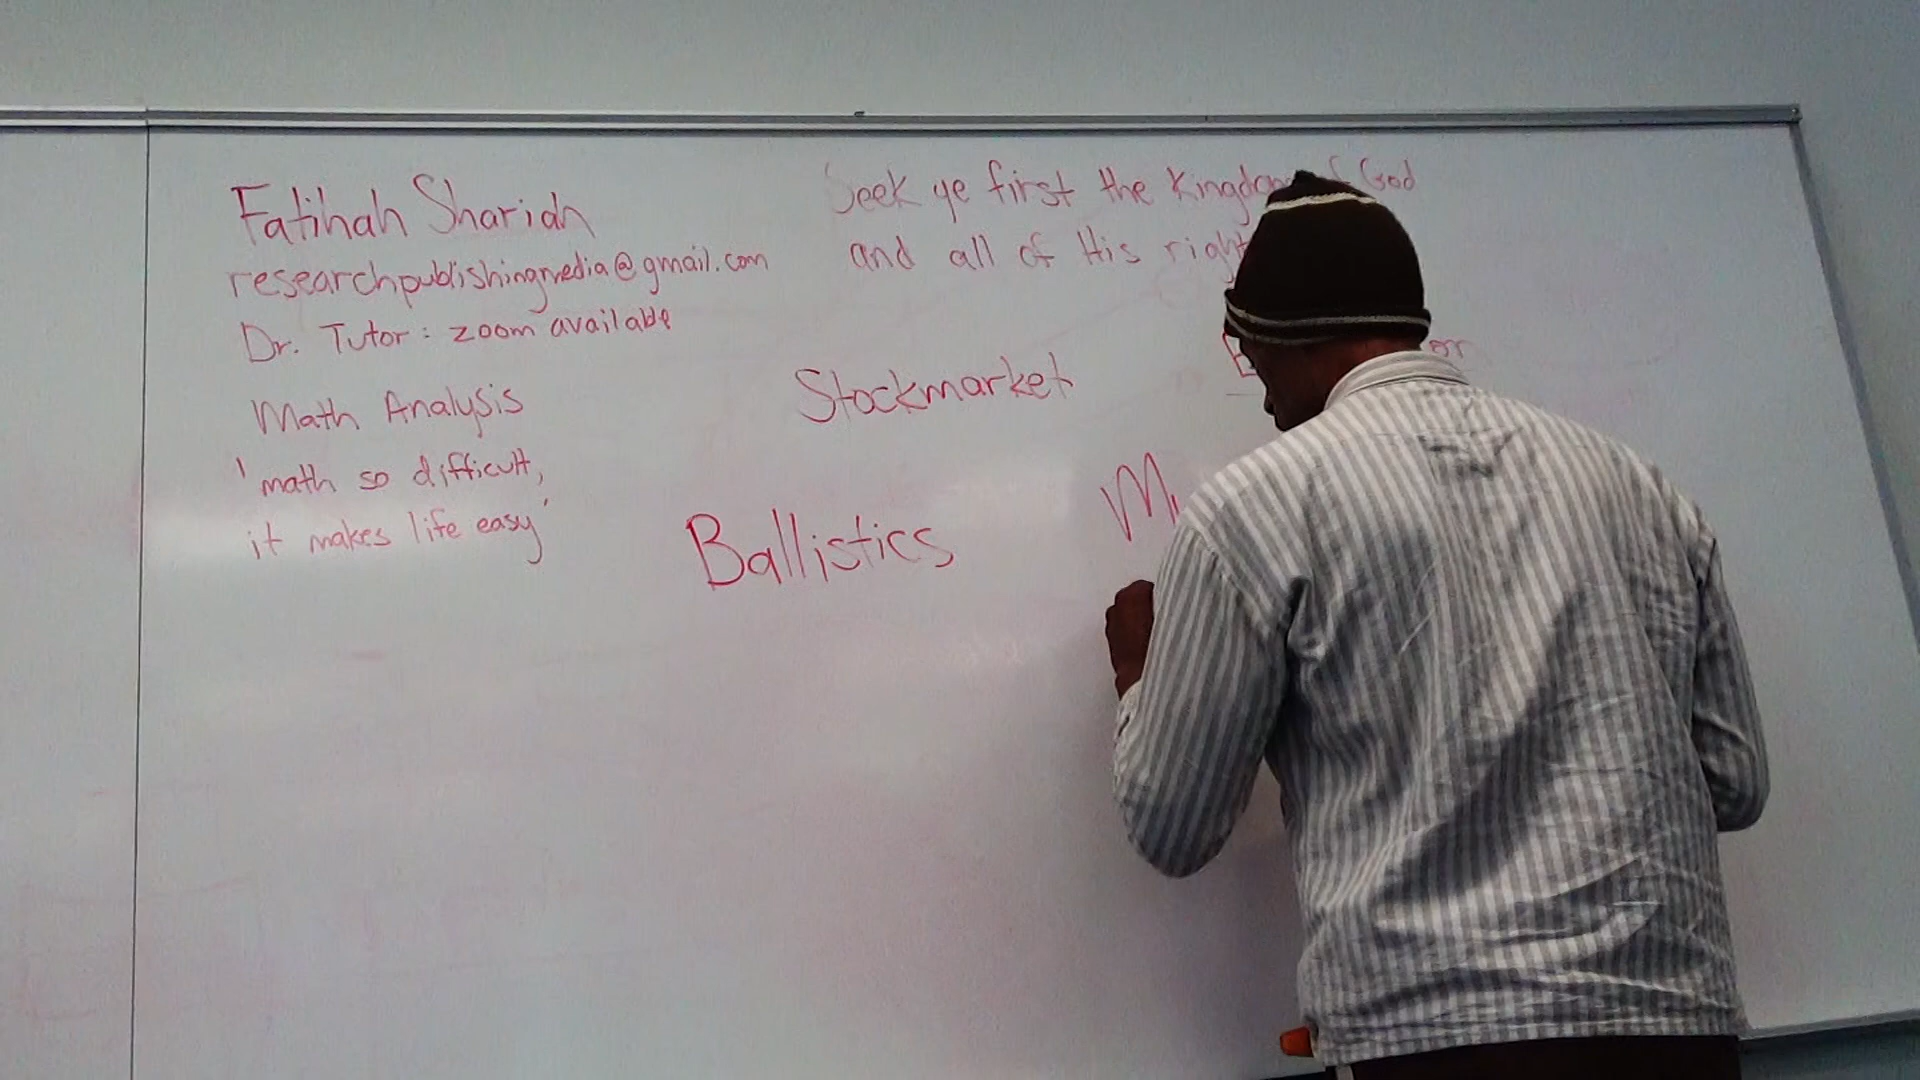 Fatihah Shariah
researchpublishingmedia@gmail.com
Dr. Tutor: zoom available
Math Analysis
'math so difficult,
it makes life easy'
Seek ye first the Kingdom of God
and all of His
Stockmarket
Ballistics